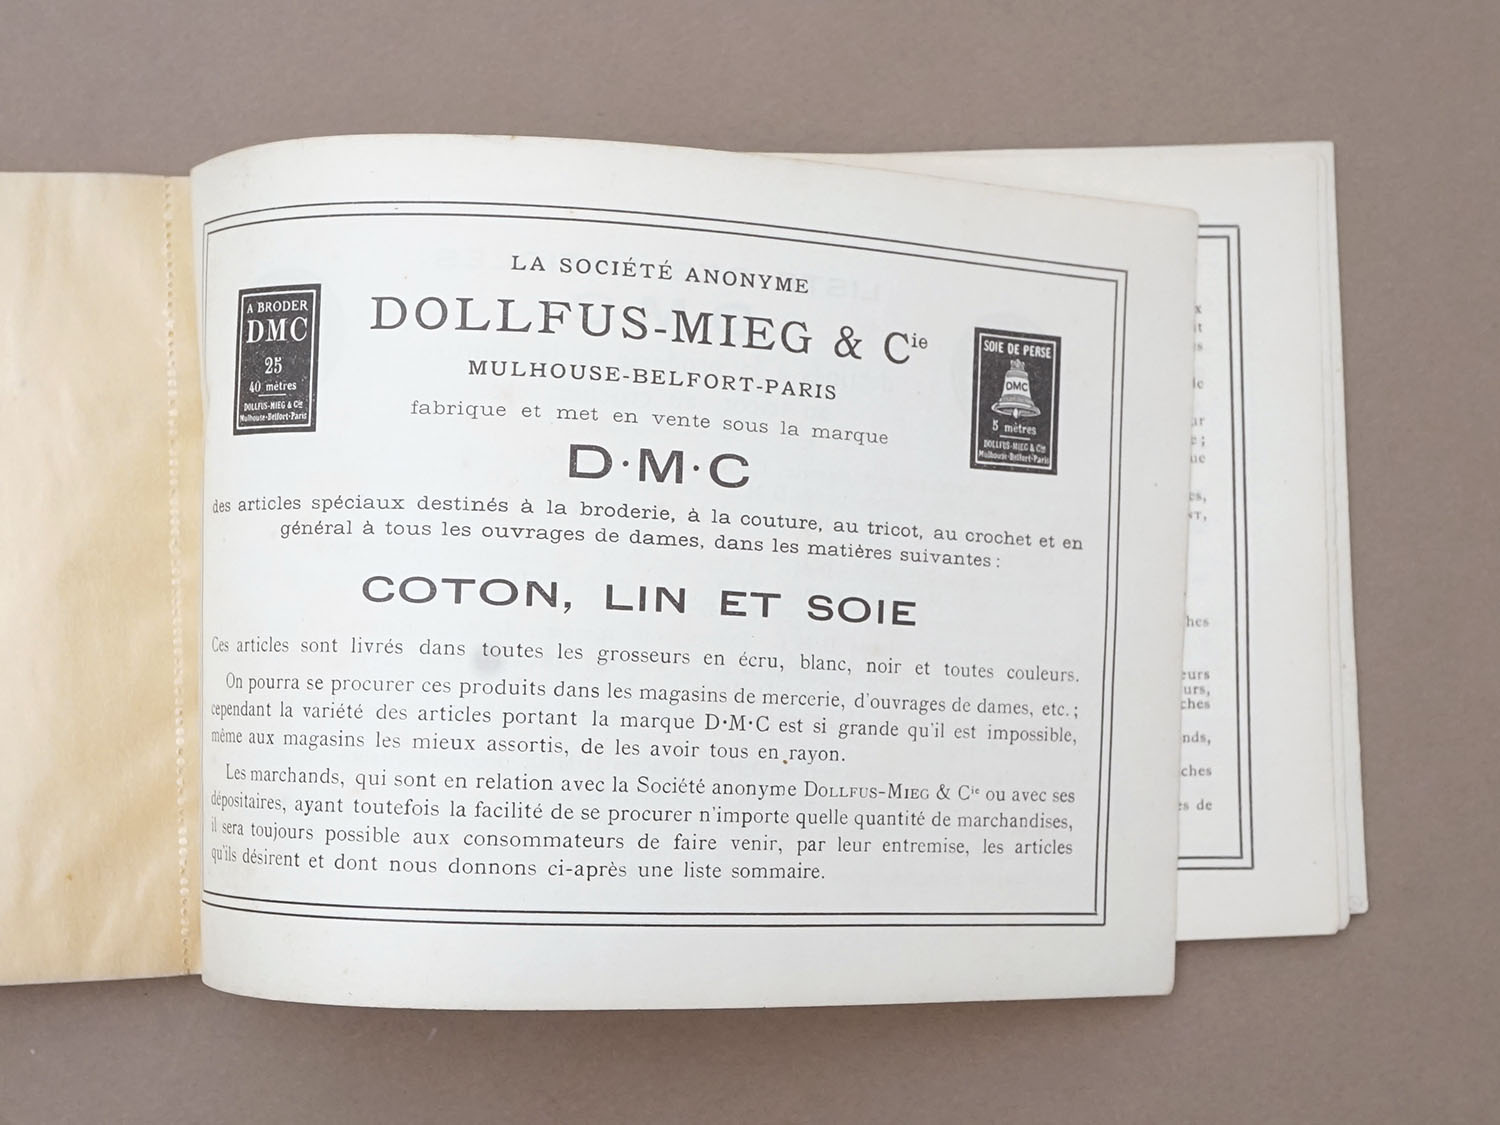 LA SOCIÉTÉ ANONYME
DOLLFUS-MIEG & Cie
MULHOUSE-BELFORT-PARIS
fabrique et met en vente sous la marque
D·M·C
des articles spéciaux destinés à la broderie, à la couture, au tricot, au crochet et en
général à tous les ouvrages de dames, dans les matières suivantes :
COTON, LIN ET SOIE
Ces articles sont livrés dans toutes les grosseurs en écru, blanc, noir et toutes couleurs.
On pourra se procurer ces produits dans les magasins de mercerie, d'ouvrages de dames, etc. ;
cependant la variété des articles portant la marque D·M·C est si grande qu'il est impossible,
même aux magasins les mieux assortis, de les avoir tous en rayon.
Les marchands, qui sont en relation avec la Société anonyme DOLLFUS-MIEG & Cie ou avec ses
dépositaires, ayant toutefois la facilité de se procurer n'importe quelle quantité de marchandises,
il sera toujours possible aux consommateurs de faire venir, par leur entremise, les articles
qu'ils désirent et dont nous donnons ci-après une liste sommaire.
A BRODER
DMC
25
40 mètres
DOLLFUS-MIEG & Cie
Mulhouse-Belfort-Paris
SOIE DE PERSE
DMC
5 mètres
DOLLFUS-MIEG & Cie
Mulhouse-Belfort-Paris